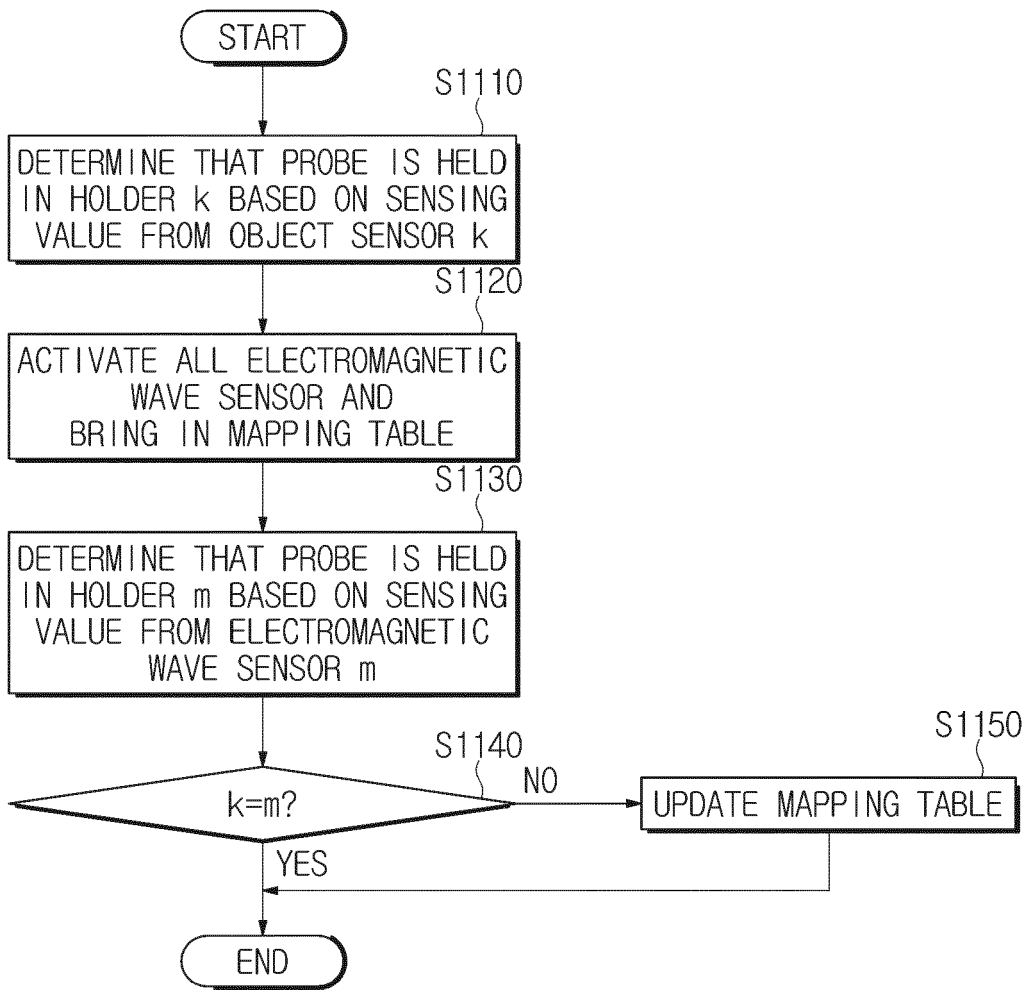 START
S1110
DETERMINE THAT PROBE IS HELD
IN HOLDER k BASED ON SENSING
VALUE FROM OBJECT SENSOR k
S1120
ACTIVATE ALL ELECTROMAGNETIC
WAVE SENSOR AND
BRING IN MAPPING TABLE
S1130
DETERMINE THAT PROBE IS HELD
IN HOLDER m BASED ON SENSING
VALUE FROM ELECTROMAGNETIC
WAVE SENSOR m
S1140
k=m?
NO
S1150
UPDATE MAPPING TABLE
YES
END